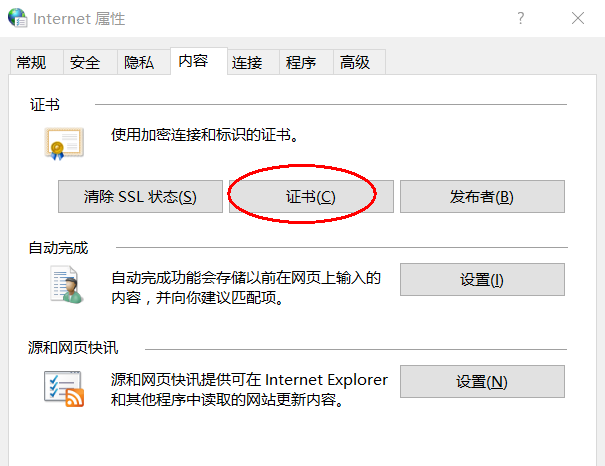 Internet 属性
常规 安全 隐私 内容 连接 程序 高级
证书
使用加密连接和标识的证书。
清除 SSL 状态(S) 证书(C) 发布者(B)
自动完成
自动完成功能会存储以前在网页上输入的
内容，并向你建议匹配项。
设置(I)
源和网页快讯
源和网页快讯提供可在 Internet Explorer
和其他程序中读取的网站更新内容。
设置(N)